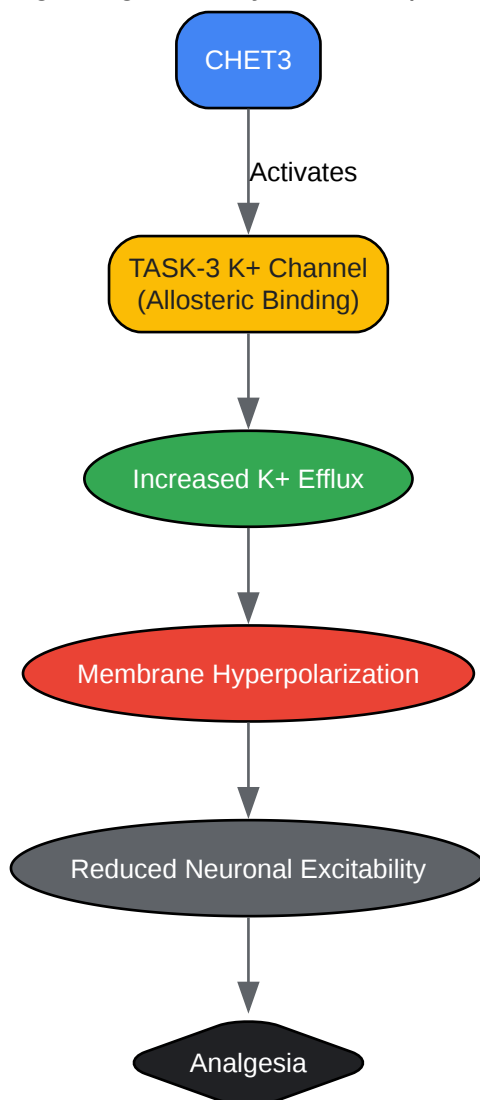 CHET3
Activates
TASK-3 K+ Channel
(Allosteric Binding)
Increased K+ Efflux
Membrane Hyperpolarization
Reduced Neuronal Excitability
Analgesia